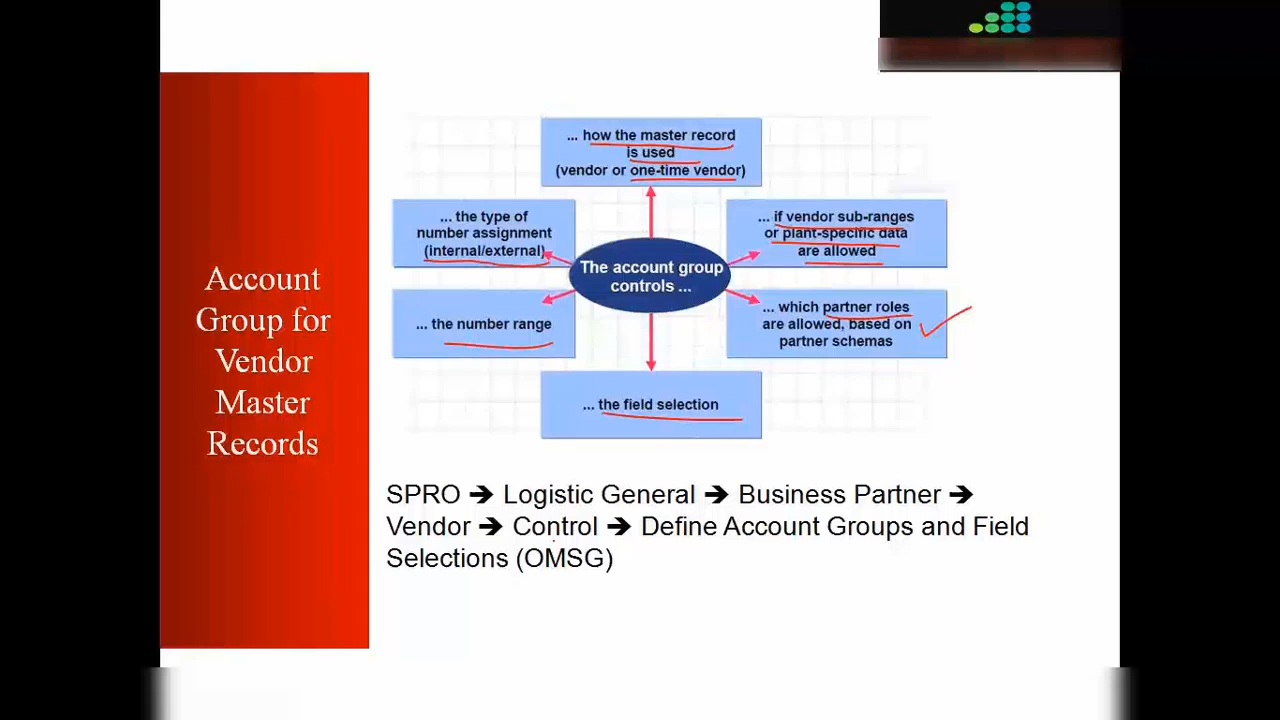 Account
Group for
Vendor
Master
Records
... how the master record
is used
(vendor or one-time vendor)
... the type of
number assignment
(internal/external)
... if vendor sub-ranges
or plant-specific data
are allowed
The account group
controls ...
... the number range
... which partner roles
are allowed, based on
partner schemas
... the field selection
SPRO ➔ Logistic General ➔ Business Partner ➔
Vendor ➔ Control ➔ Define Account Groups and Field
Selections (OMSG)